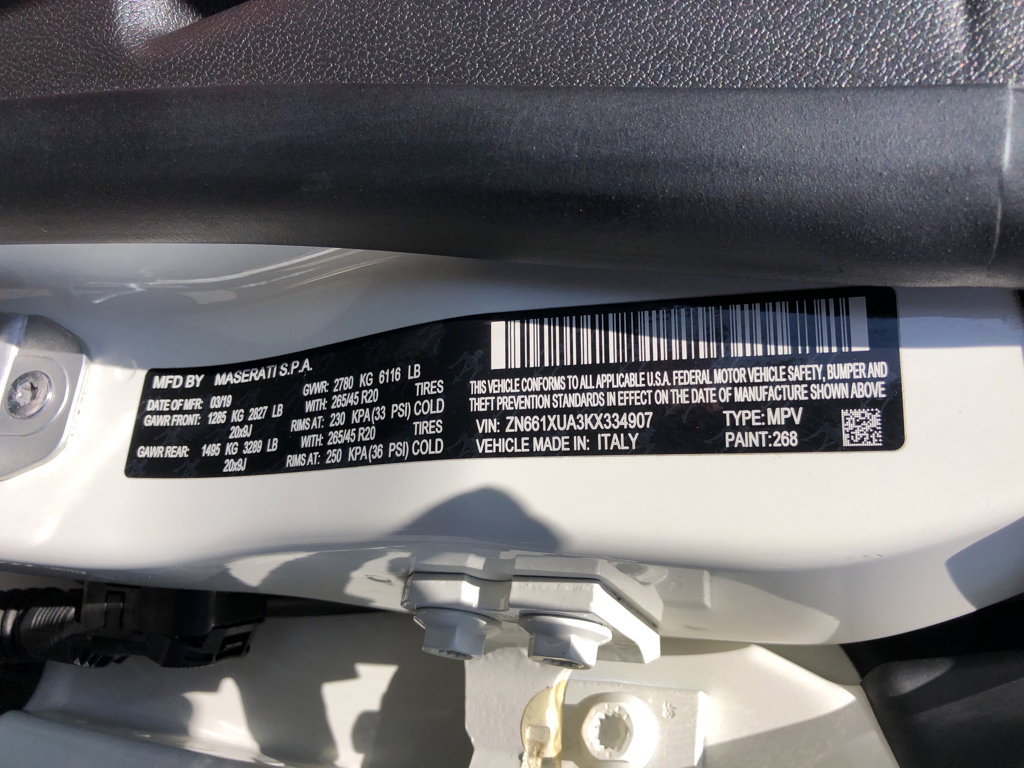 MFD BY MASERATI S.P.A.
DATE OF MFR: 03/19 GVWR: 2780 KG 6116 LB
GAWR FRONT: 1285 KG 2827 LB WITH: 265/45 R20 TIRES
20x9J RIMS AT: 230 KPA(33 PSI) COLD
GAWR REAR: 1495 KG 3289 LB WITH: 265/45 R20 TIRES
20x9J RIMS AT: 250 KPA(36 PSI) COLD
THIS VEHICLE CONFORMS TO ALL APPLICABLE U.S.A. FEDERAL MOTOR VEHICLE SAFETY, BUMPER AND
THEFT PREVENTION STANDARDS IN EFFECT ON THE DATE OF MANUFACTURE SHOWN ABOVE
VIN: ZN661XUA3KX334907 TYPE: MPV
VEHICLE MADE IN: ITALY PAINT:268